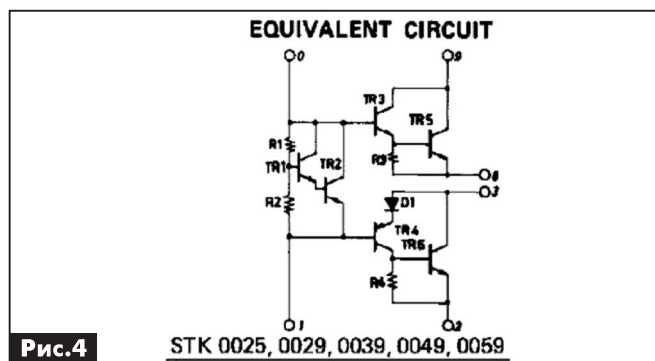 EQUIVALENT CIRCUIT
0 9
TR3
TR5
R1
TR2
TR1
R3
8
3
R2
D1
TR4
TR6
R4
1 2
Рис.4 STK 0025, 0029, 0039, 0049, 0059